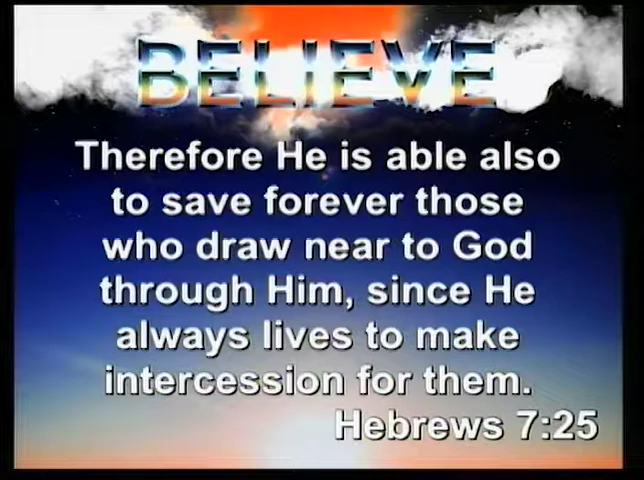 BELIEVE
Therefore He is able also
to save forever those
who draw near to God
through Him, since He
always lives to make
intercession for them.
Hebrews 7:25